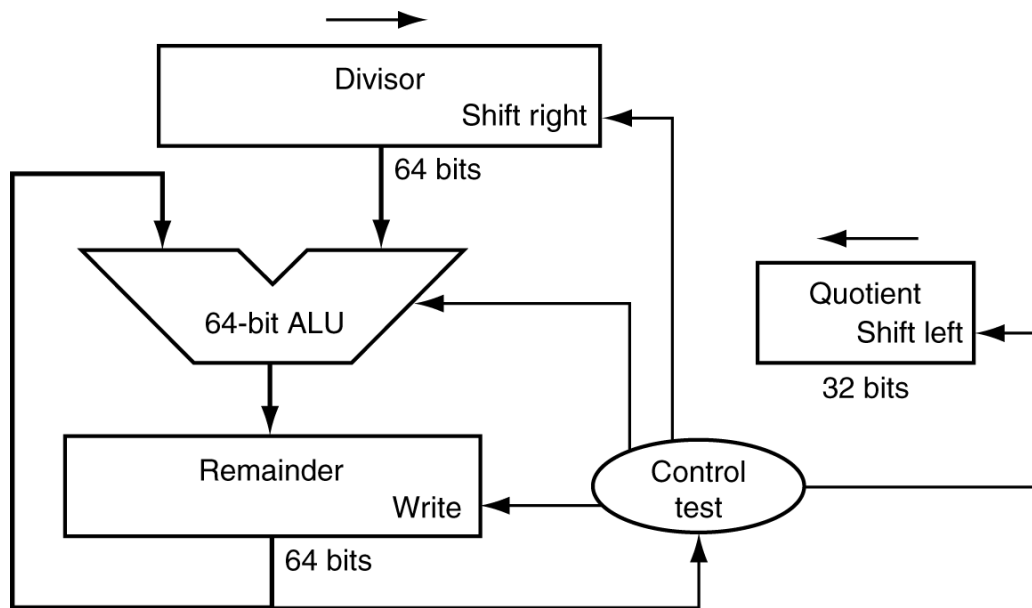 Divisor
Shift right
64 bits
64-bit ALU
Quotient
Shift left
32 bits
Remainder
Write
64 bits
Control
test